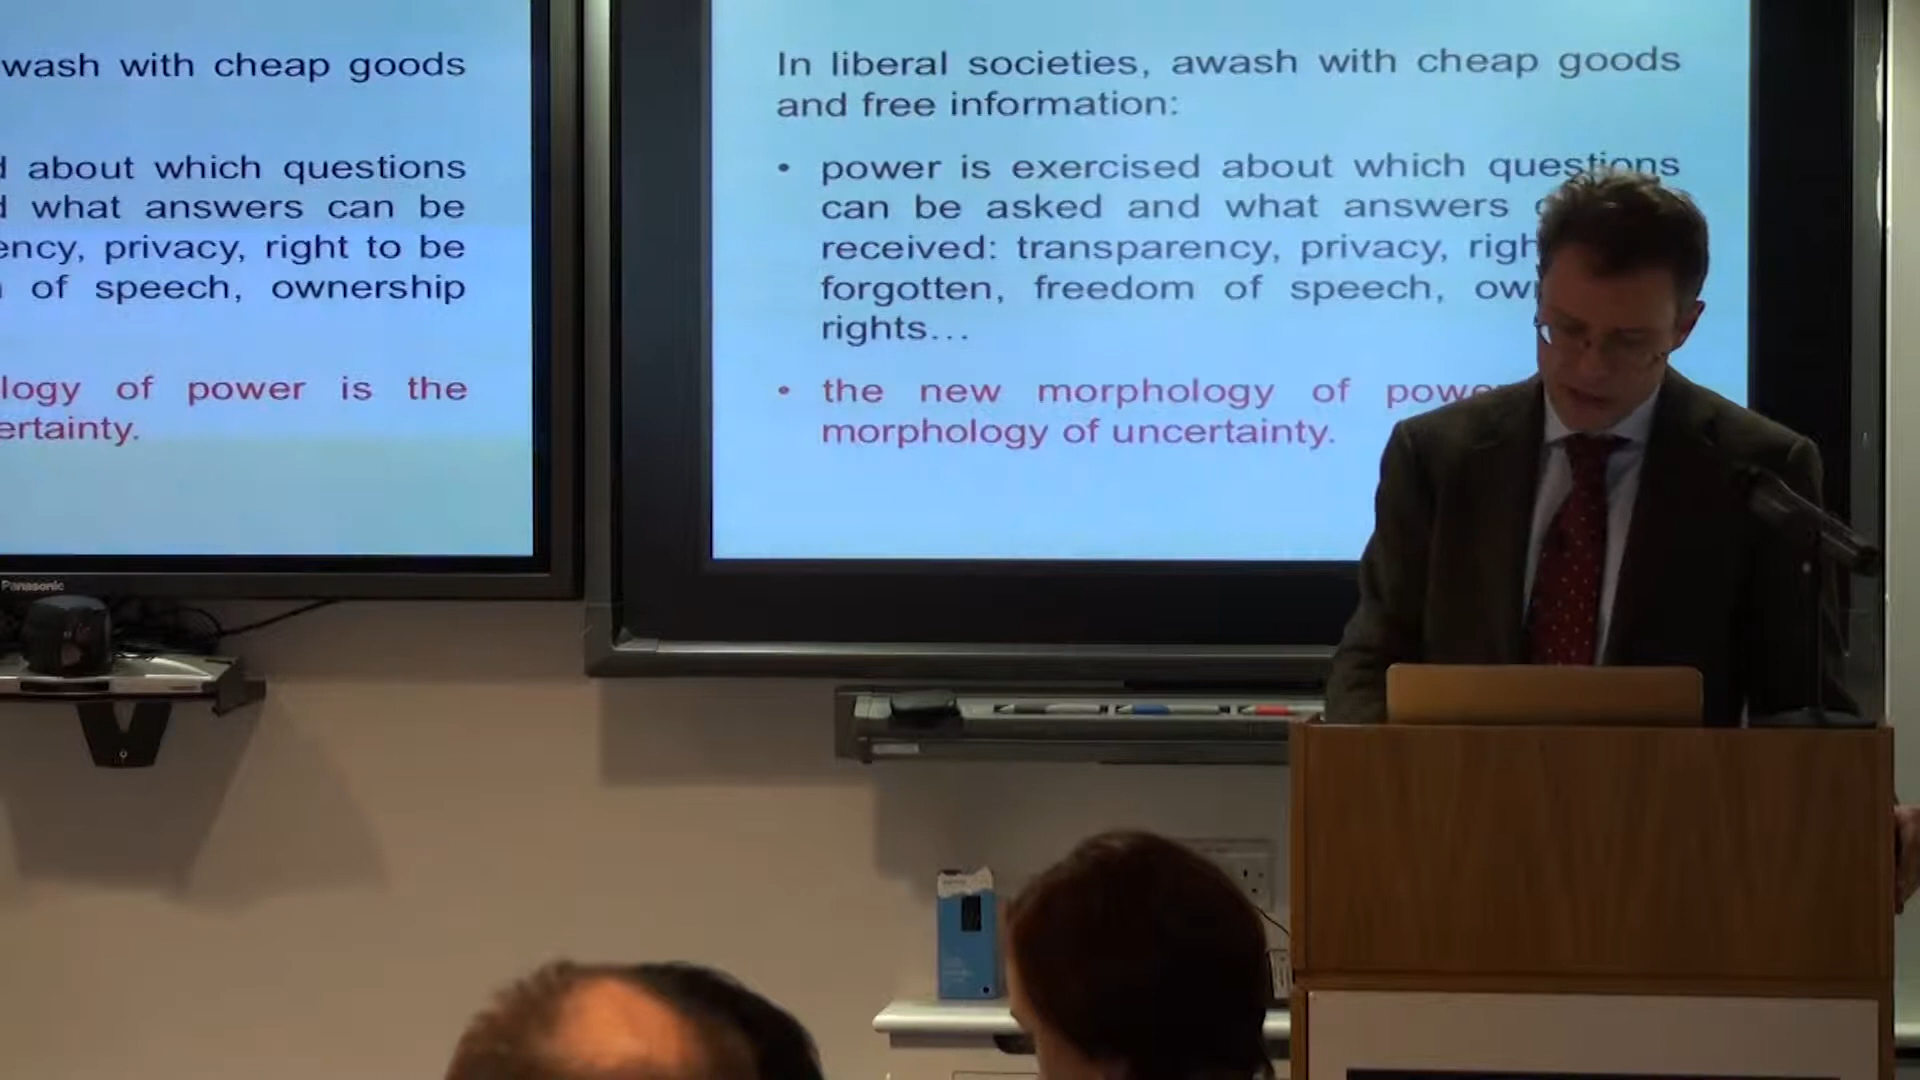 wash with cheap goods
about which questions
what answers can be
ency, privacy, right to be
of speech, ownership
logy of power is the
ertainty.
Panasonic
In liberal societies, awash with cheap goods
and free information:
• power is exercised about which questions
can be asked and what answers
received: transparency, privacy, righ
forgotten, freedom of speech, own
rights…
• the new morphology of power
morphology of uncertainty.